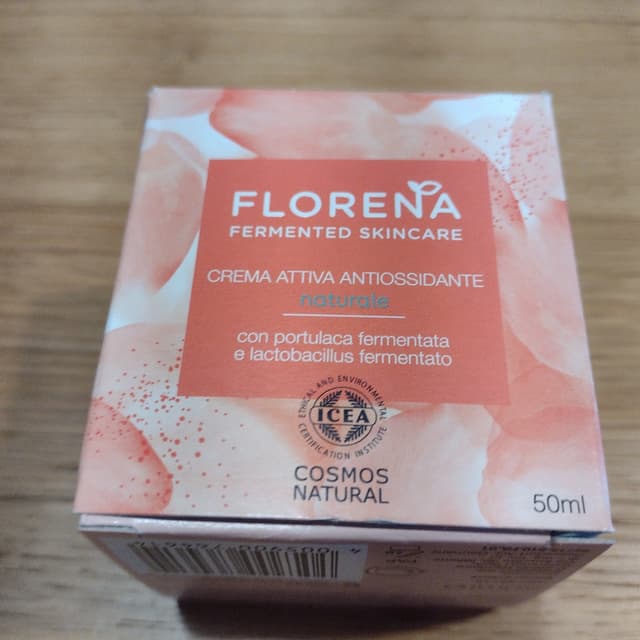 FLORENA
FERMENTED SKINCARE
CREMA ATTIVA ANTIOSSIDANTE
naturale
con portulaca fermentata
e lactobacillus fermentato
ETHICAL AND ENVIRONMENTAL
ICEA
CERTIFICATION INSTITUTE
COSMOS
NATURAL
50ml